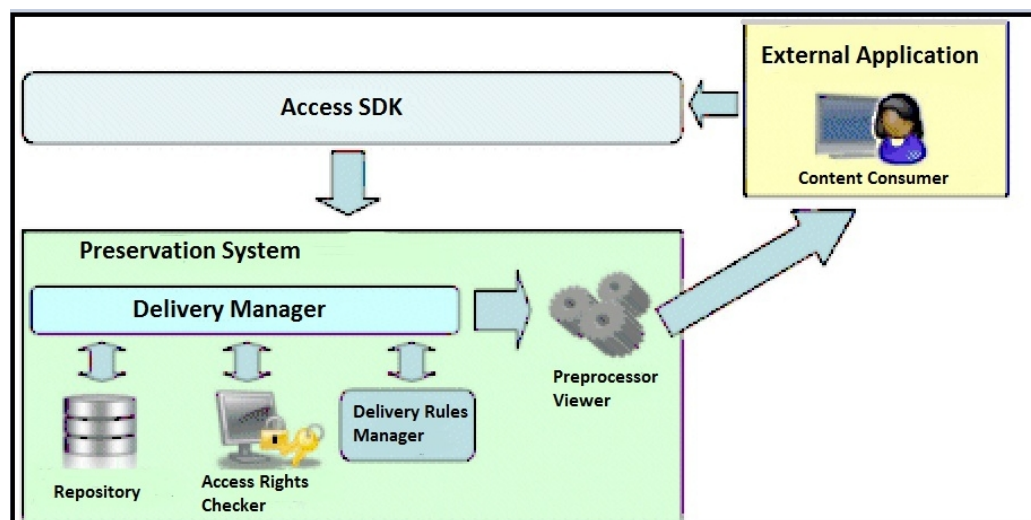 External Application
Access SDK
Content Consumer
Preservation System
Delivery Manager
Preprocessor
Viewer
Delivery Rules
Manager
Repository
Access Rights
Checker